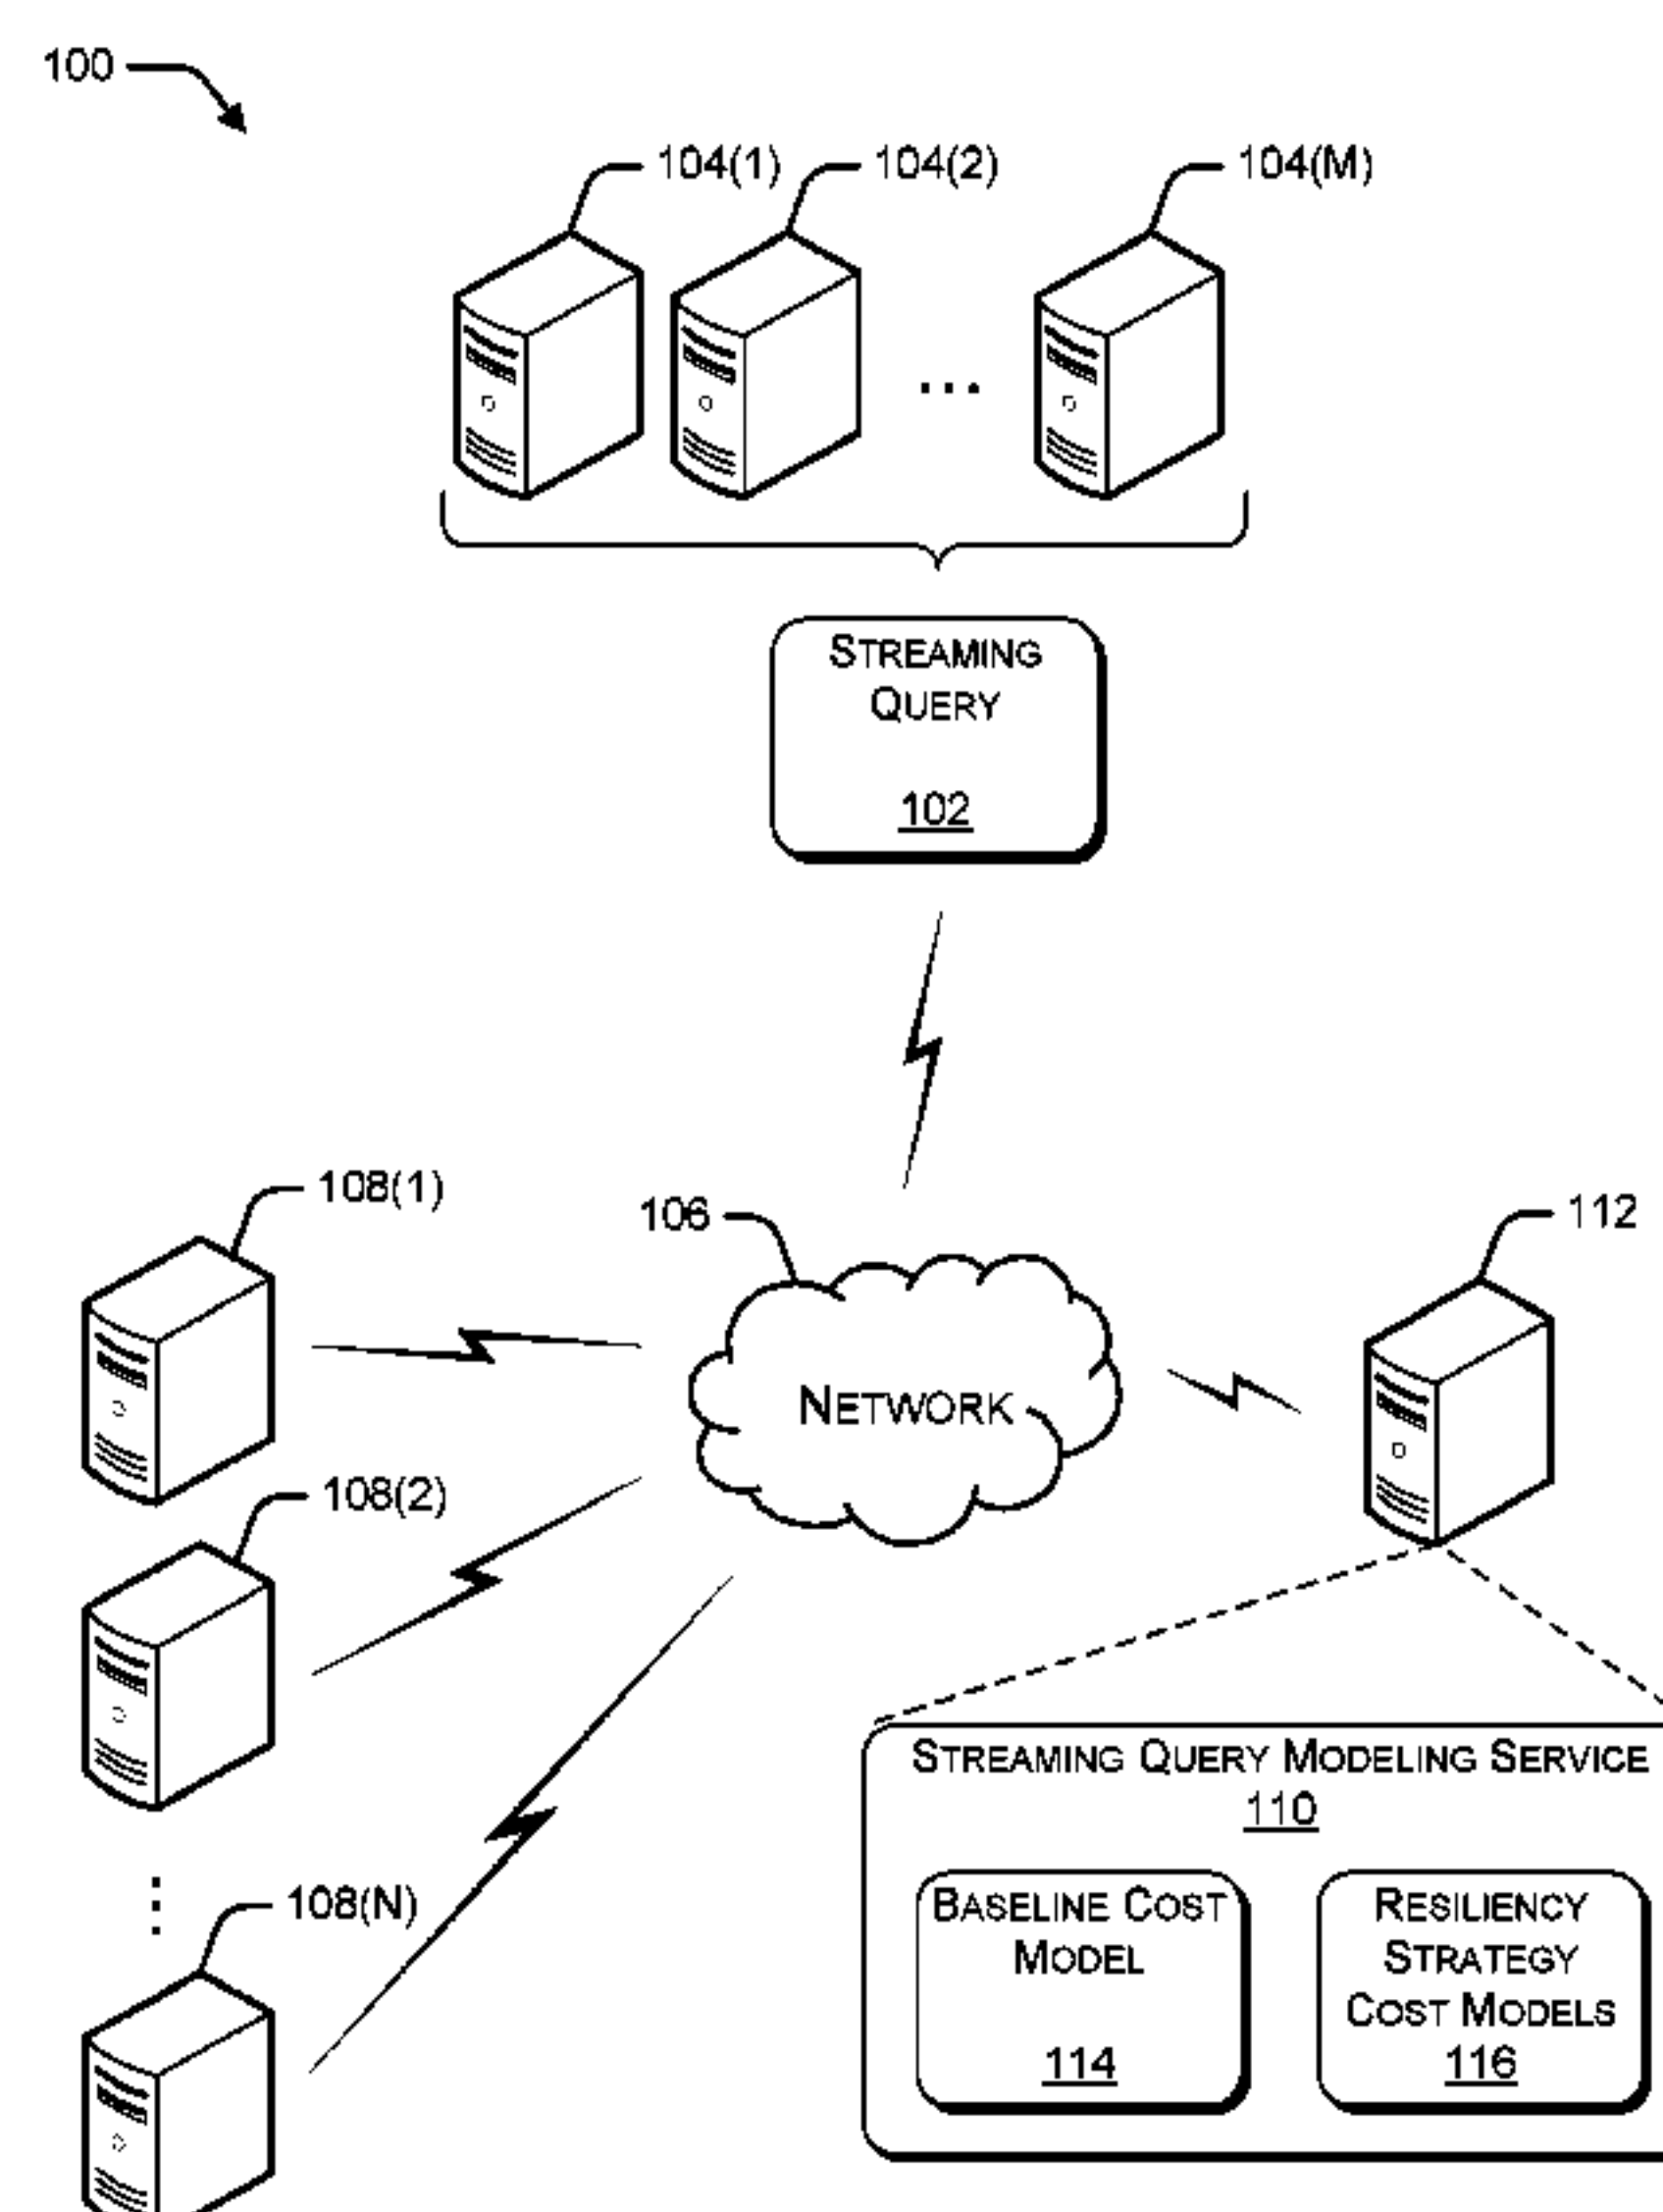 100
104(1) 104(2) 104(M)
...
STREAMING
QUERY
102
108(1)
106
112
NETWORK
108(2)
108(N)
STREAMING QUERY MODELING SERVICE
110
BASELINE COST
MODEL
114
RESILIENCY
STRATEGY
COST MODELS
116